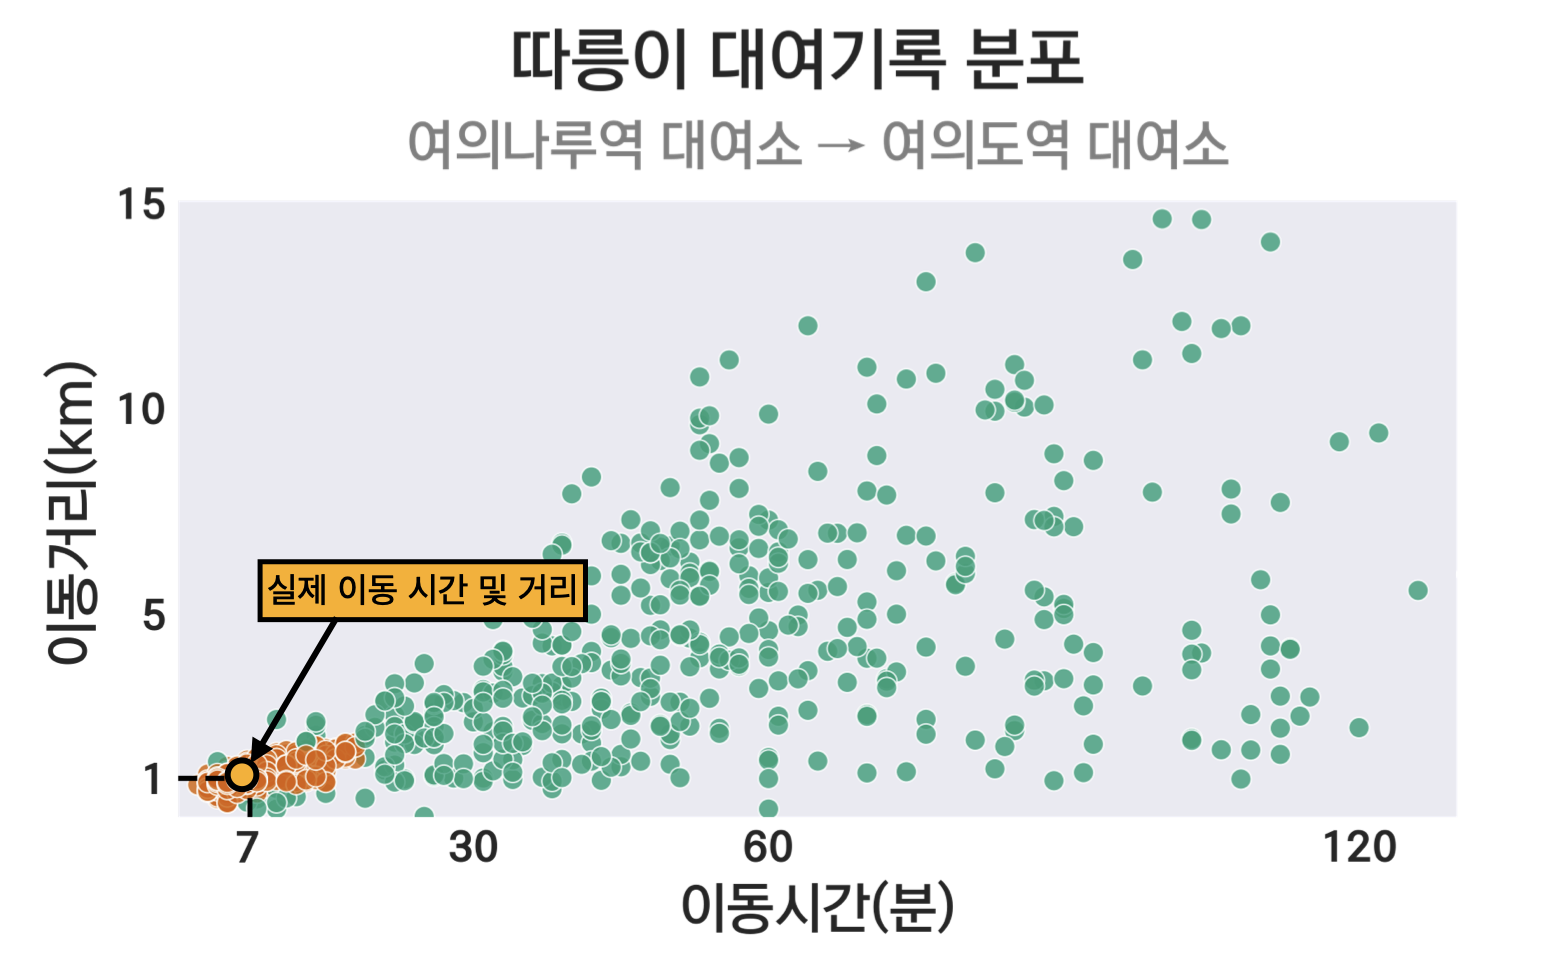 따릉이 대여기록 분포
여의나루역 대여소 → 여의도역 대여소
15
10
5
1
이동거리(km)
실제 이동 시간 및 거리
7 30 60 120
이동시간(분)